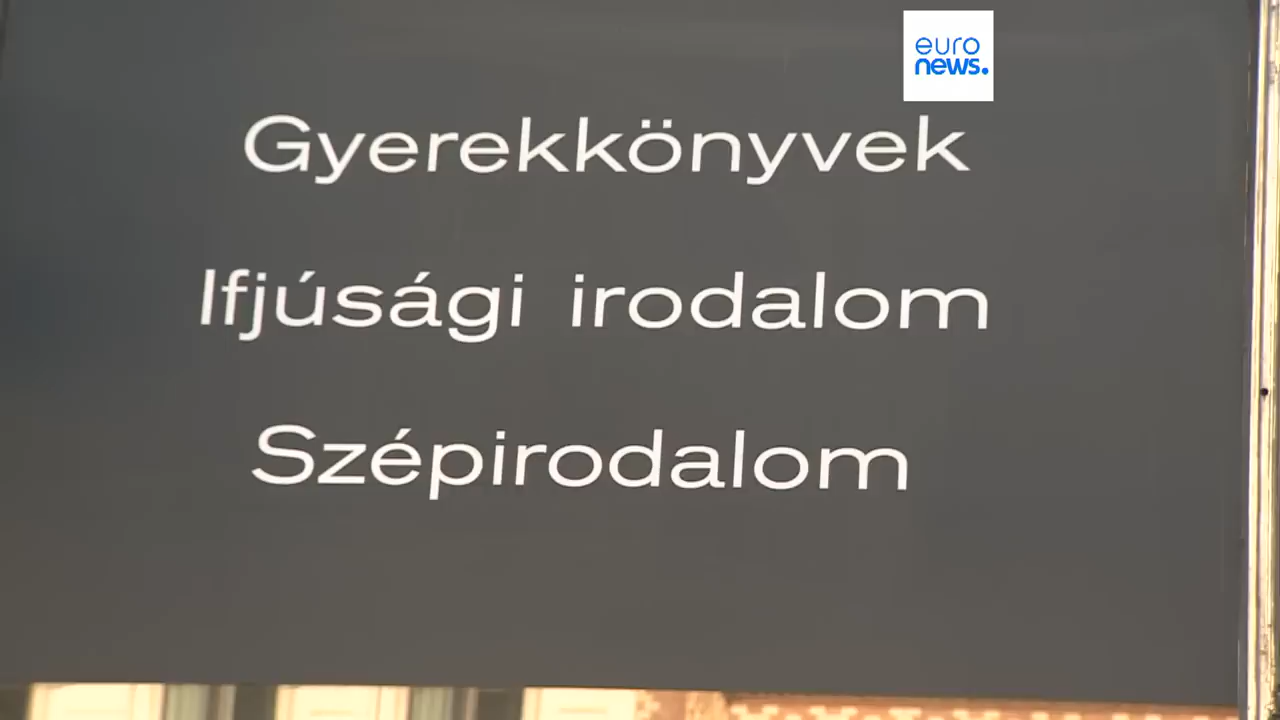 euro
news.
Gyerekkönyvek
Ifjúsági irodalom
Szépirodalom